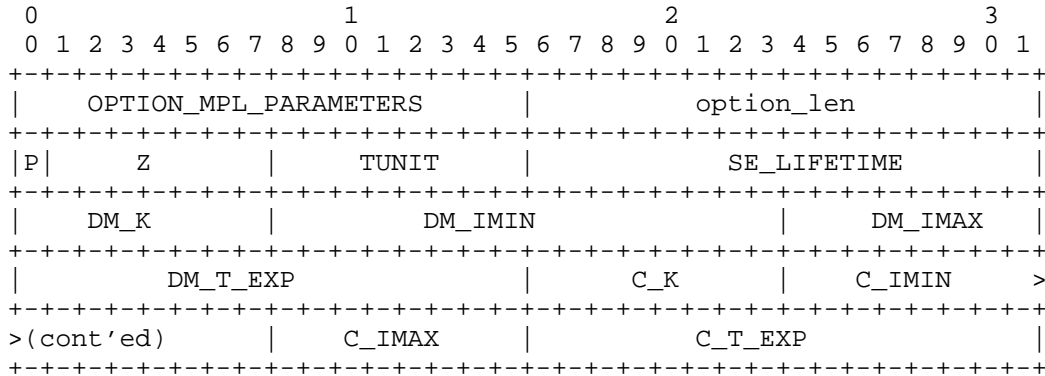 0                   1                   2                   3
 0 1 2 3 4 5 6 7 8 9 0 1 2 3 4 5 6 7 8 9 0 1 2 3 4 5 6 7 8 9 0 1
+-+-+-+-+-+-+-+-+-+-+-+-+-+-+-+-+-+-+-+-+-+-+-+-+-+-+-+-+-+-+-+-+
|    OPTION_MPL_PARAMETERS      |          option_len           |
+-+-+-+-+-+-+-+-+-+-+-+-+-+-+-+-+-+-+-+-+-+-+-+-+-+-+-+-+-+-+-+-+
|P|     Z       |     TUNIT     |            SE_LIFETIME        |
+-+-+-+-+-+-+-+-+-+-+-+-+-+-+-+-+-+-+-+-+-+-+-+-+-+-+-+-+-+-+-+-+
|    DM_K       |         DM_IMIN               |     DM_IMAX   |
+-+-+-+-+-+-+-+-+-+-+-+-+-+-+-+-+-+-+-+-+-+-+-+-+-+-+-+-+-+-+-+-+
|         DM_T_EXP              |      C_K      |    C_IMIN     >
+-+-+-+-+-+-+-+-+-+-+-+-+-+-+-+-+-+-+-+-+-+-+-+-+-+-+-+-+-+-+-+-+
>(cont’ed)      |    C_IMAX     |          C_T_EXP              |
+-+-+-+-+-+-+-+-+-+-+-+-+-+-+-+-+-+-+-+-+-+-+-+-+-+-+-+-+-+-+-+-+